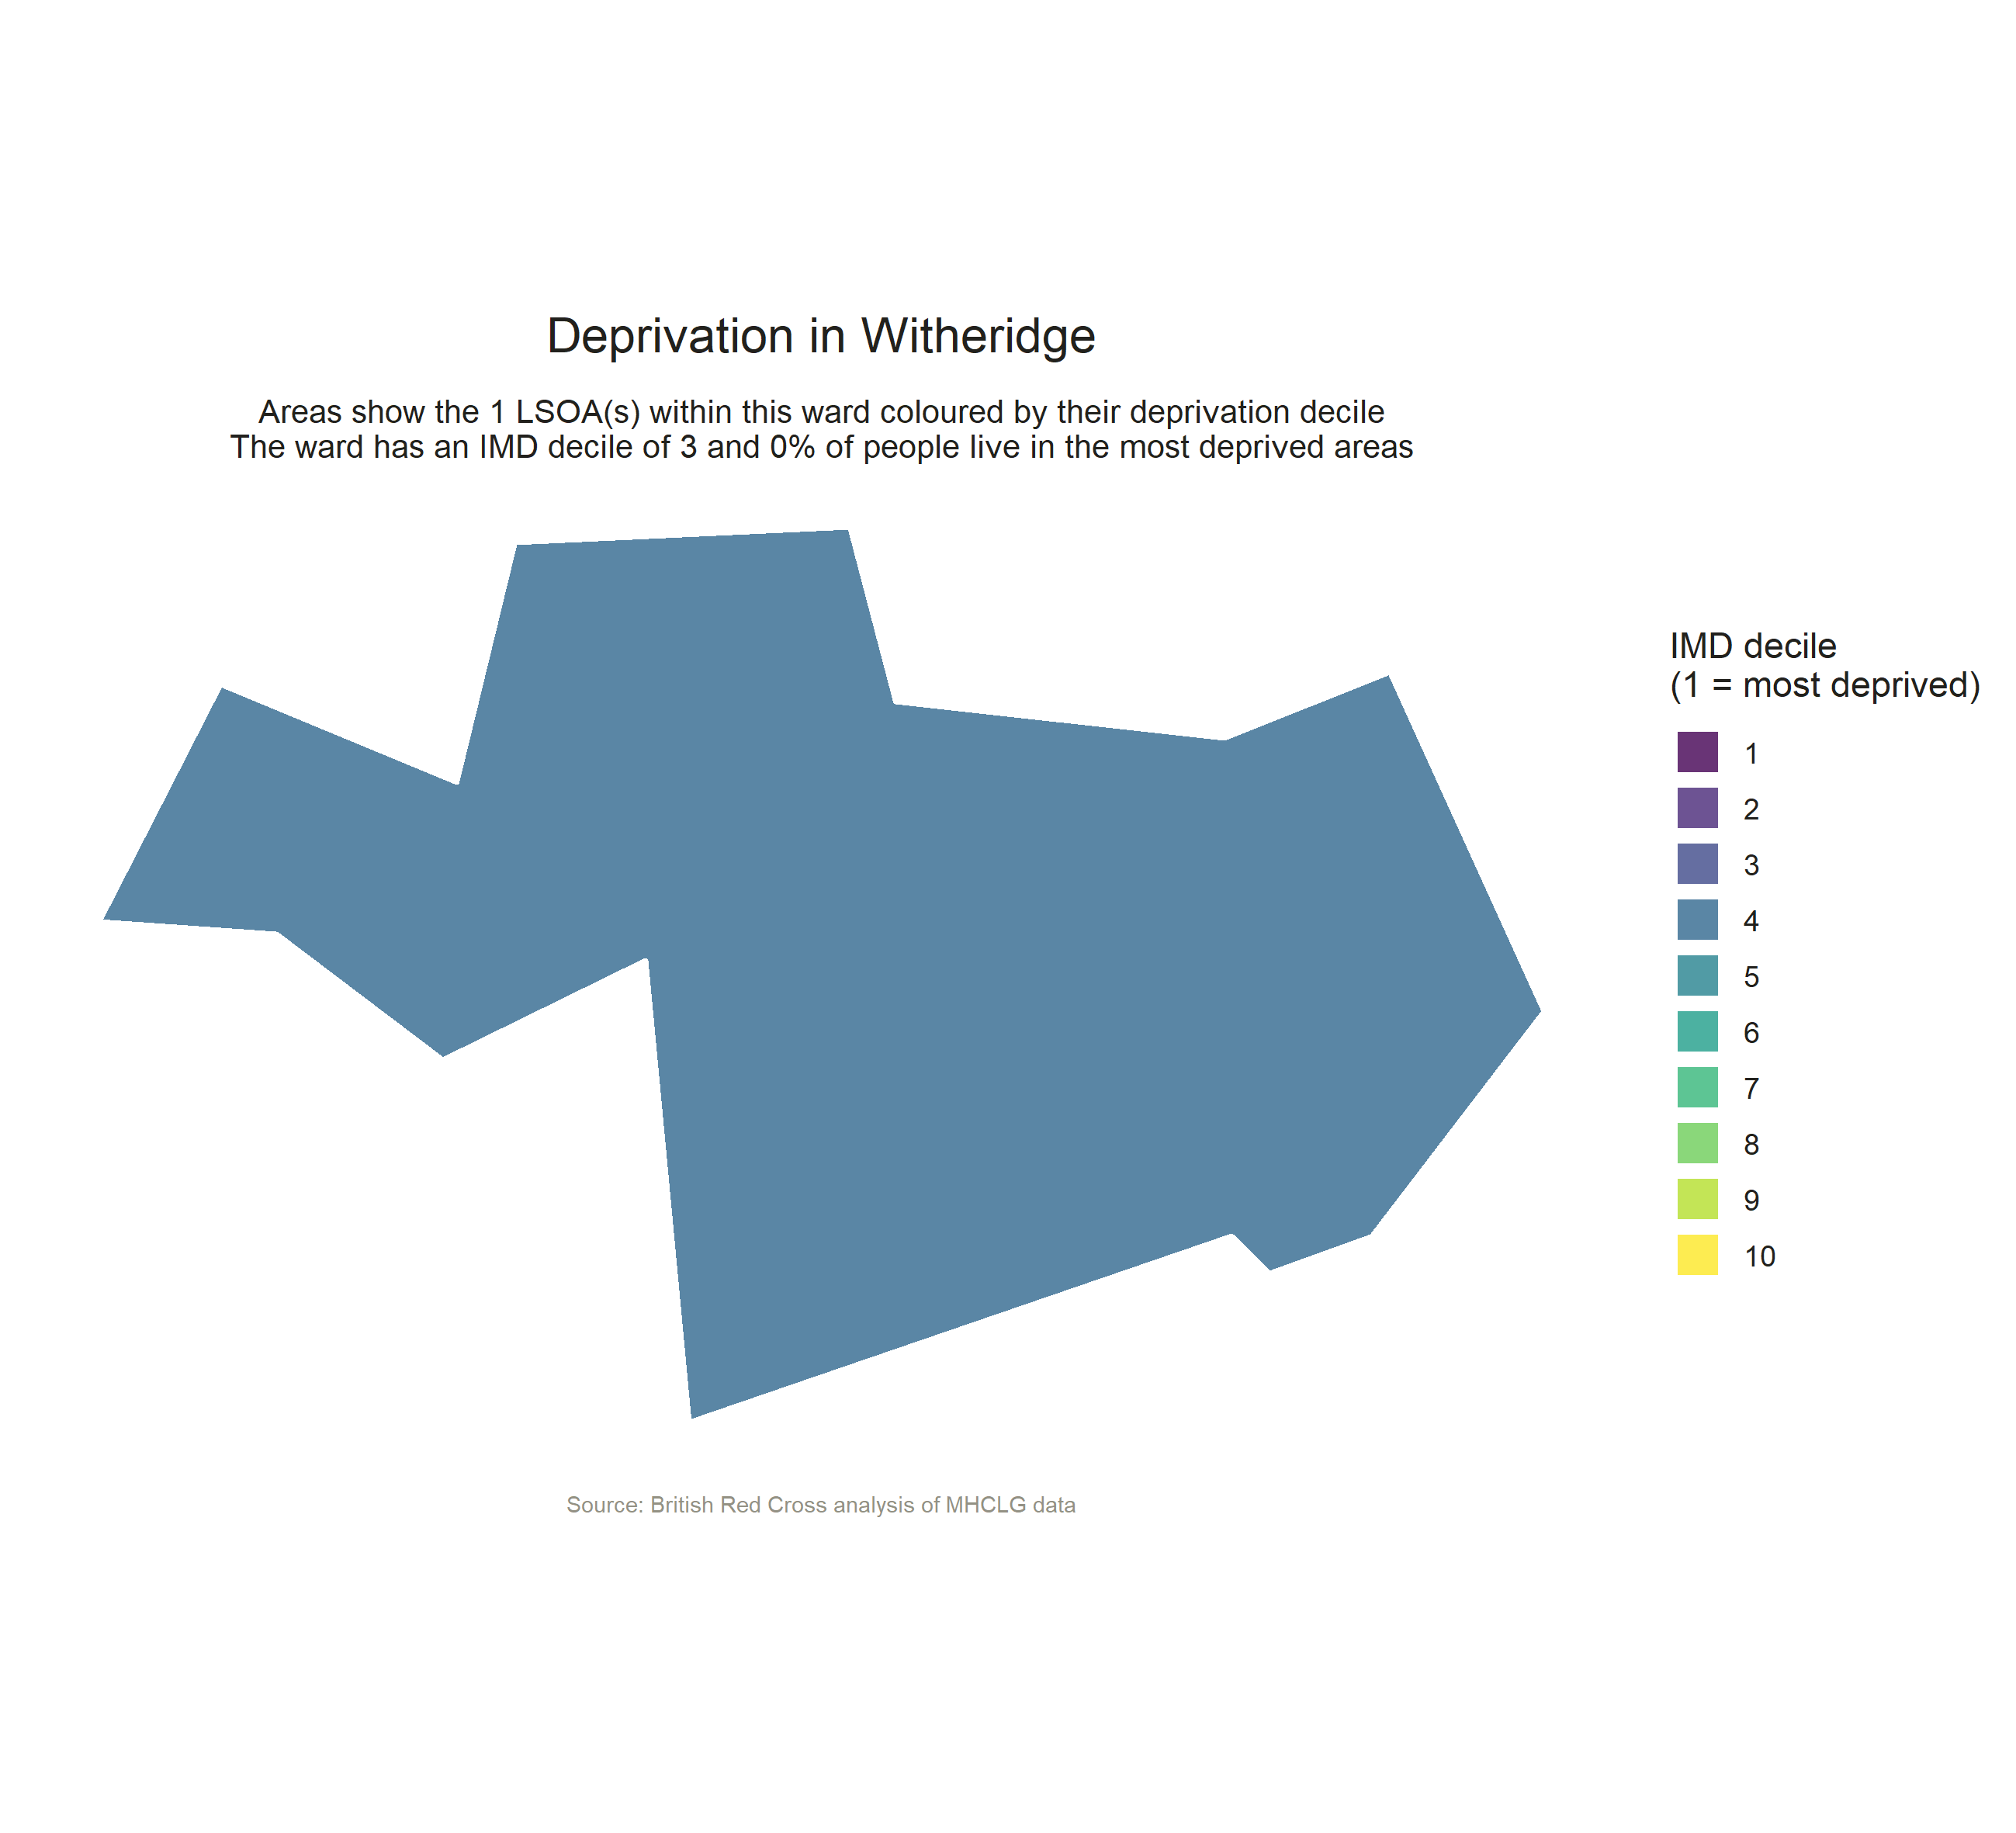 Deprivation in Witheridge
Areas show the 1 LSOA(s) within this ward coloured by their deprivation decile
The ward has an IMD decile of 3 and 0% of people live in the most deprived areas
IMD decile
(1 = most deprived)
1
2
3
4
5
6
7
8
9
10
Source: British Red Cross analysis of MHCLG data